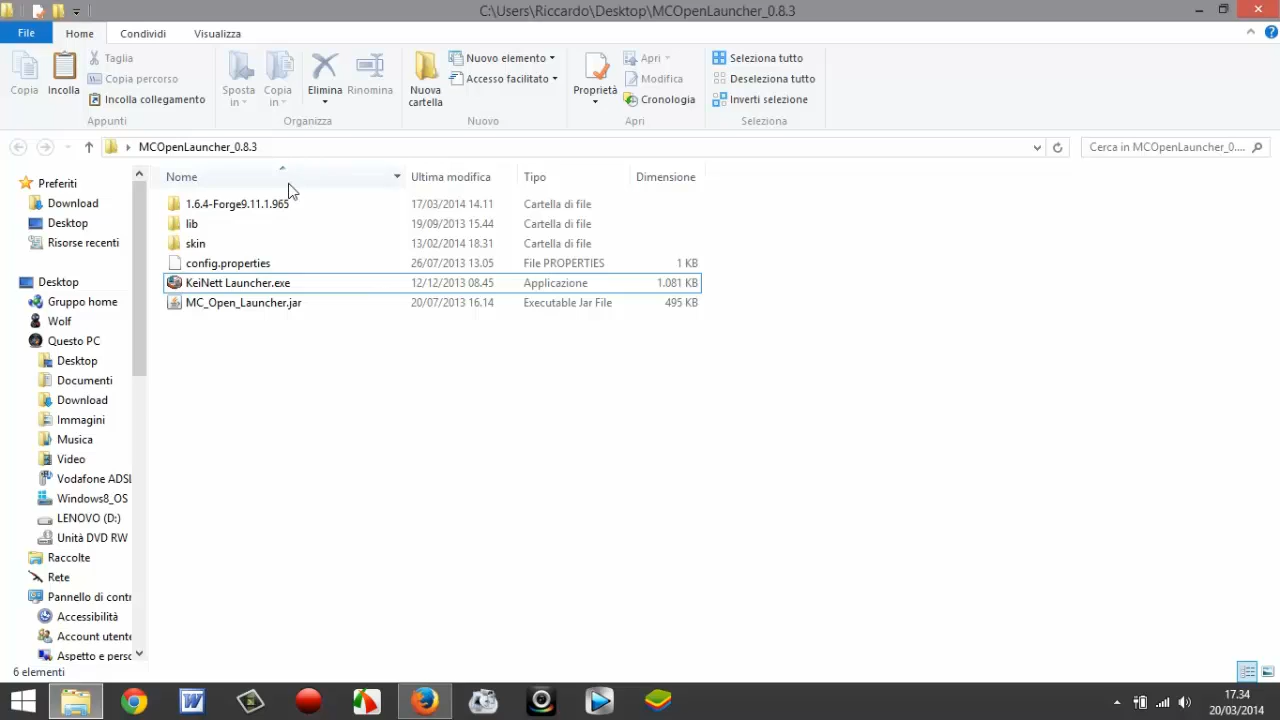 C:\Users\Riccardo\Desktop\MCOpenLauncher_0.8.3
File Home Condividi Visualizza
Copia
Incolla
Taglia
Copia percorso
Incolla collegamento
Appunti
Sposta in
Copia in
Elimina
Rinomina
Organizza
Nuova cartella
Nuovo elemento
Accesso facilitato
Nuovo
Proprietà
Apri
Modifica
Cronologia
Apri
Seleziona tutto
Deseleziona tutto
Inverti selezione
Seleziona
MCOpenLauncher_0.8.3
Cerca in MCOpenLauncher_0....
Nome Ultima modifica Tipo Dimensione
1.6.4-Forge9.11.1.965 17/03/2014 14.11 Cartella di file
lib 19/09/2013 15.44 Cartella di file
skin 13/02/2014 18.31 Cartella di file
config.properties 26/07/2013 13.05 File PROPERTIES 1 KB
KeiNett Launcher.exe 12/12/2013 08.45 Applicazione 1.081 KB
MC_Open_Launcher.jar 20/07/2013 16.14 Executable Jar File 495 KB
Preferiti
Download
Desktop
Risorse recenti
Desktop
Gruppo home
Wolf
Questo PC
Desktop
Documenti
Download
Immagini
Musica
Video
Vodafone ADSL
Windows8_OS
LENOVO (D:)
Unità DVD RW
Raccolte
Rete
Pannello di contr
Accessibilità
Account utente
Aspetto e perso
6 elementi
17.34
20/03/2014